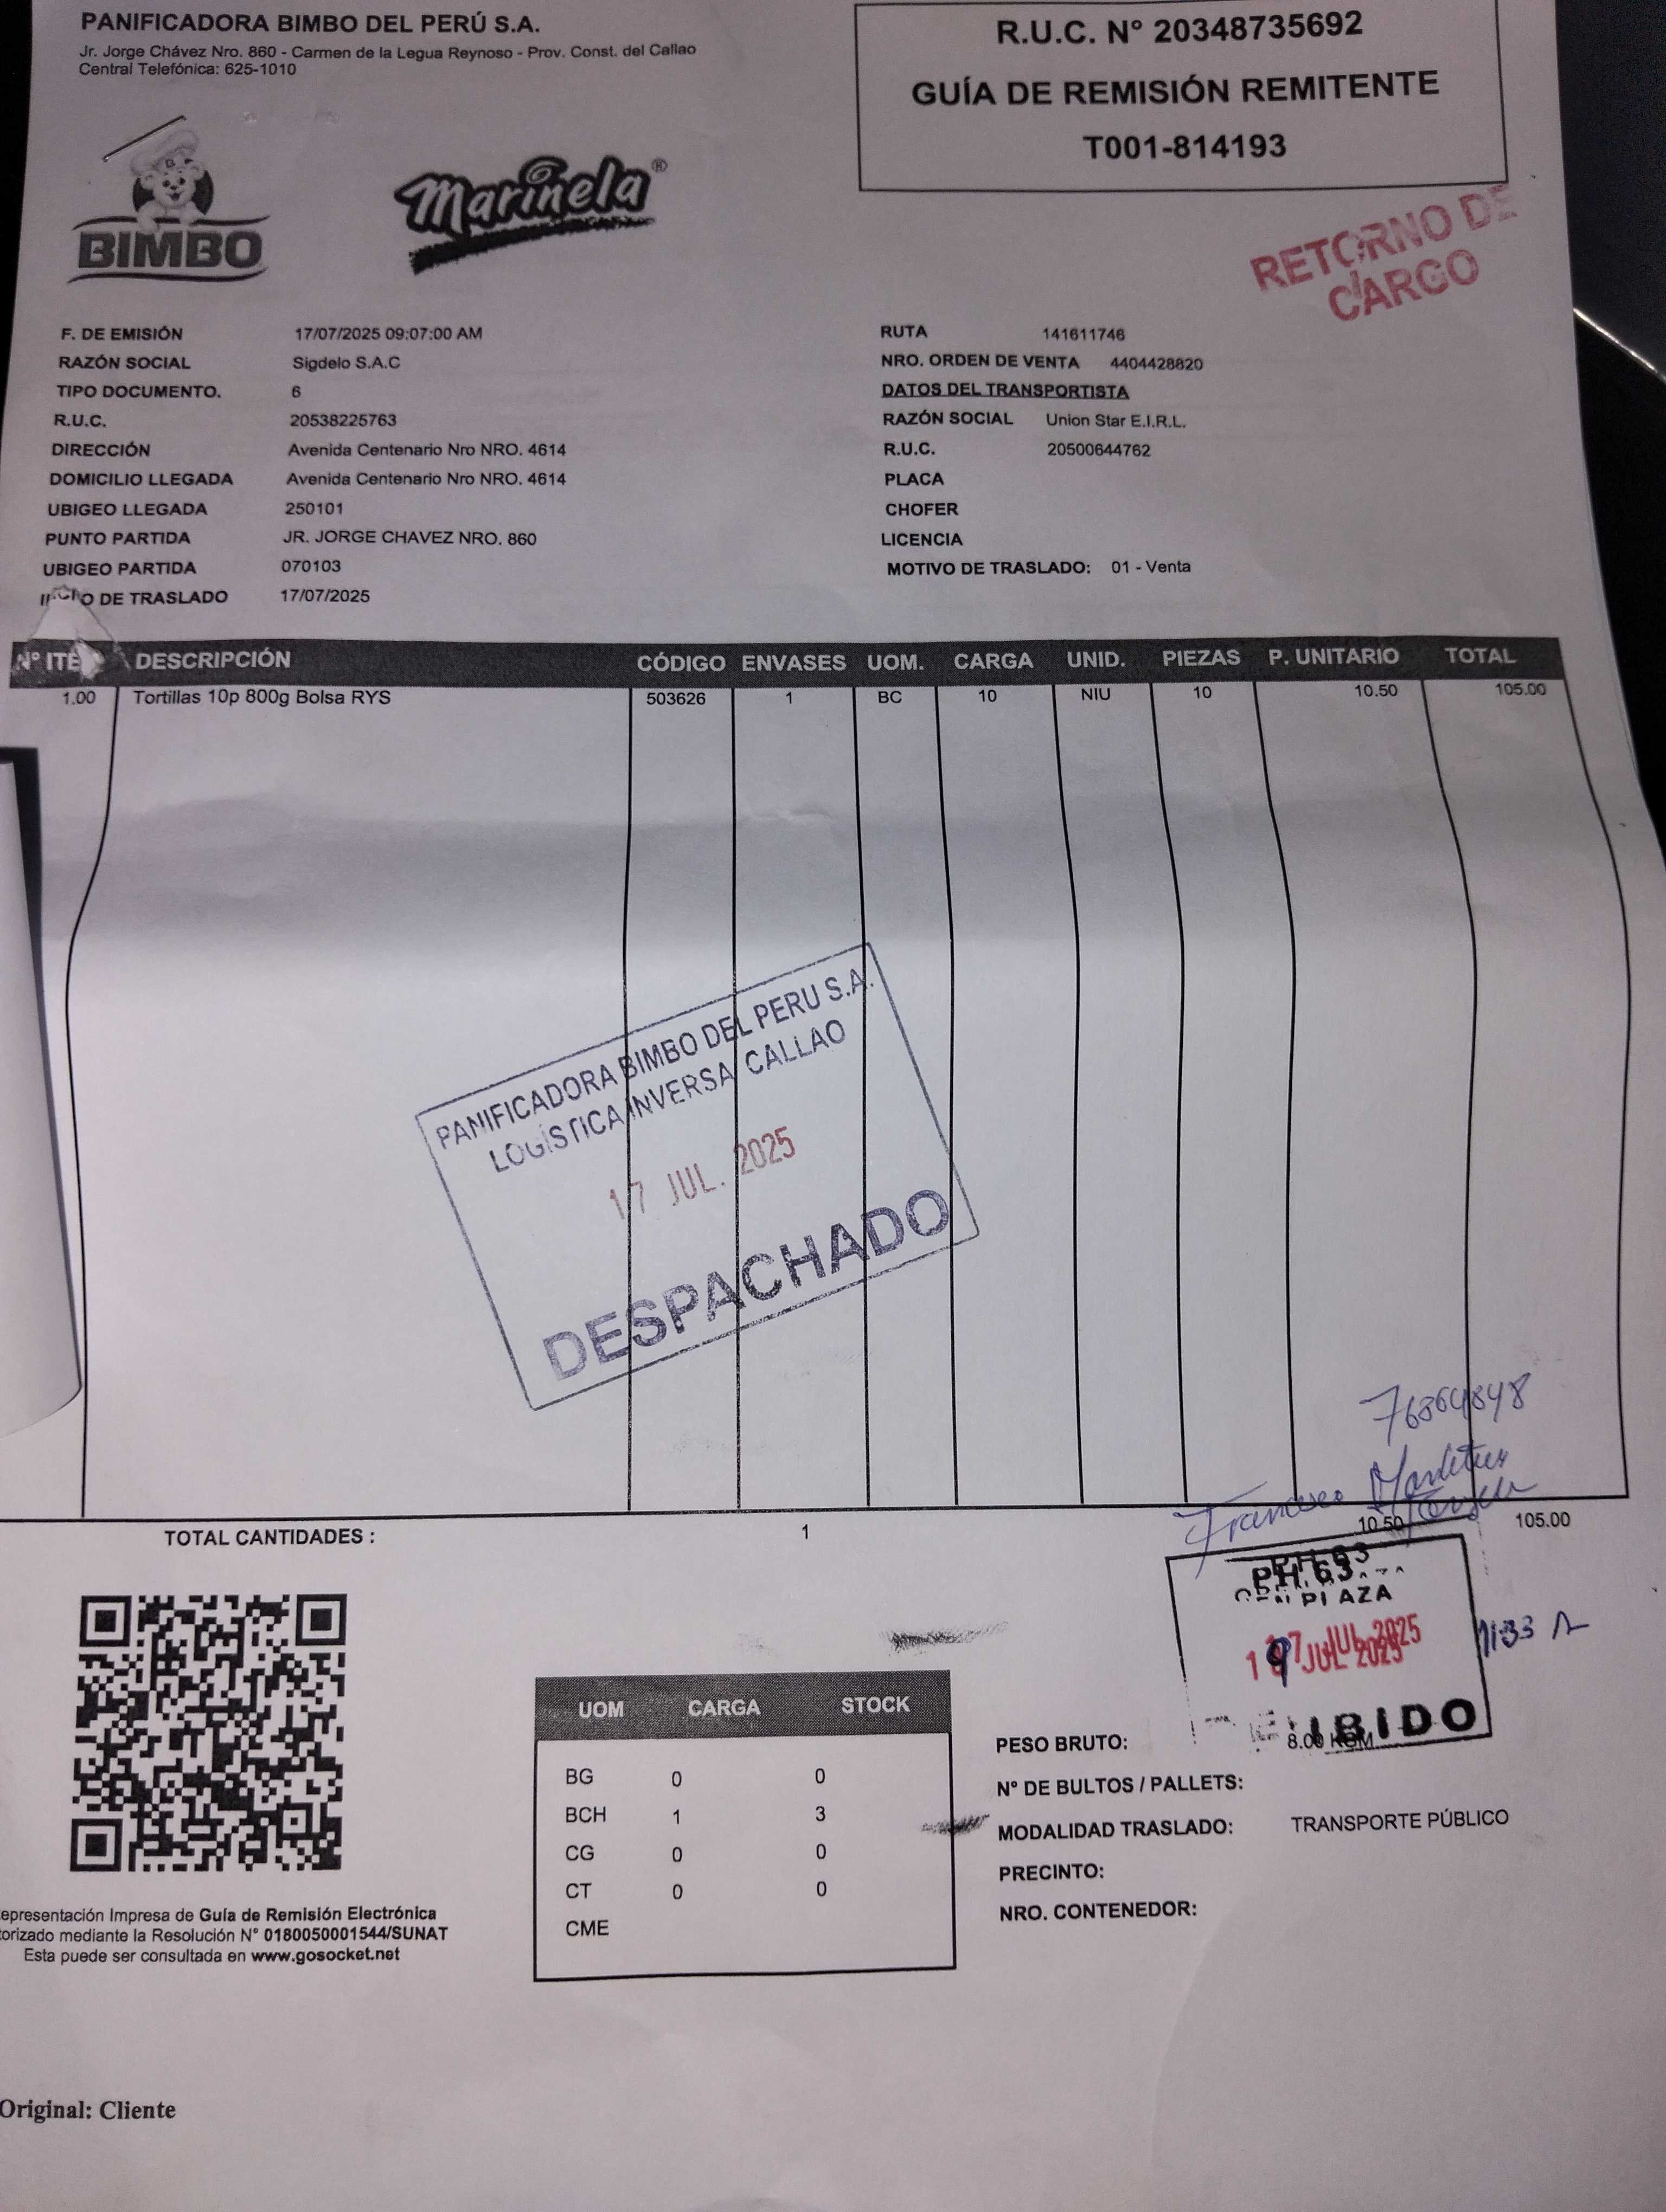 PANIFICADORA BIMBO DEL PERÚ S.A.
Jr. Jorge Chávez Nro. 860 - Carmen de la Legua Reynoso - Prov. Const. del Callao
Central Telefónica: 625-1010
R.U.C. N° 20348735692
GUÍA DE REMISIÓN REMITENTE
T001-814193
BIMBO
Marinela®
RETORNO DE
CARGO
F. DE EMISIÓN 17/07/2025 09:07:00 AM
RAZÓN SOCIAL Sigdelo S.A.C
TIPO DOCUMENTO. 6
R.U.C. 20538225763
DIRECCIÓN Avenida Centenario Nro NRO. 4614
DOMICILIO LLEGADA Avenida Centenario Nro NRO. 4614
UBIGEO LLEGADA 250101
PUNTO PARTIDA JR. JORGE CHAVEZ NRO. 860
UBIGEO PARTIDA 070103
DE TRASLADO 17/07/2025
RUTA 141611746
NRO. ORDEN DE VENTA 4404428820
DATOS DEL TRANSPORTISTA
RAZÓN SOCIAL Union Star E.I.R.L.
R.U.C. 20500644762
PLACA
CHOFER
LICENCIA
MOTIVO DE TRASLADO: 01 - Venta
N° ITE DESCRIPCIÓN CÓDIGO ENVASES UOM. CARGA UNID. PIEZAS P. UNITARIO TOTAL
1.00 Tortillas 10p 800g Bolsa RYS 503626 1 BC 10 NIU 10 10.50 105.00
PANIFICADORA BIMBO DEL PERU S.A.
LOGÍSTICA INVERSA CALLAO
17 JUL. 2025
DESPACHADO
Francesco
TOTAL CANTIDADES : 1 10.50 105.00
PH.63
PLAZA
JUL 2025
11:33
UOM CARGA STOCK
BG 0 0
BCH 1 3
CG 0 0
CT 0 0
CME
PESO BRUTO: 8.00 KGM
N° DE BULTOS / PALLETS:
MODALIDAD TRASLADO: TRANSPORTE PÚBLICO
PRECINTO:
NRO. CONTENEDOR:
epresentación Impresa de Guía de Remisión Electrónica
torizado mediante la Resolución N° 0180050001544/SUNAT
Esta puede ser consultada en www.gosocket.net
Original: Cliente